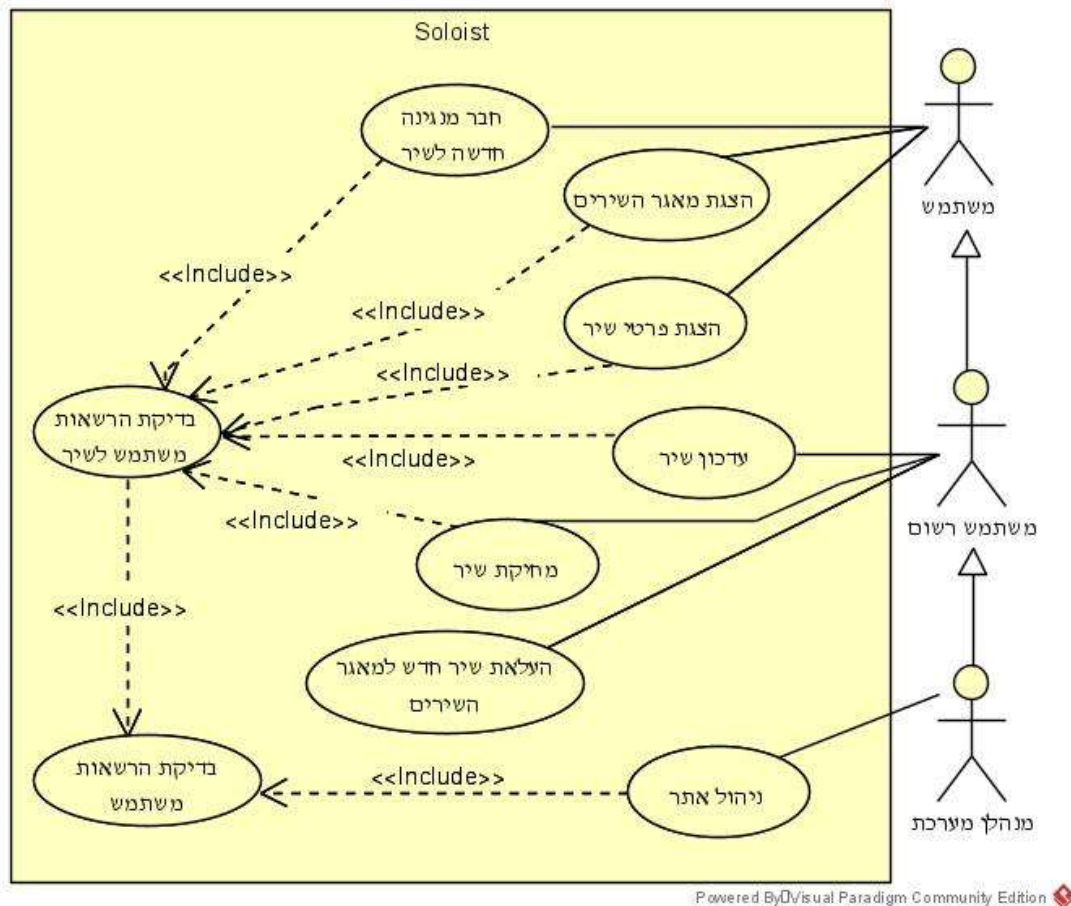 Soloist
חבר מנגינה
חדשה לשיר
הצגת מאגר השירים
משתמש
<<Include>>
<<Include>>
הצגת פרטי שיר
<<Include>>
בדיקת הרשאות
משתמש לשיר
עדכון שיר
<<Include>>
<<Include>>
משתמש רשום
מחיקת שיר
<<Include>>
העלאת שיר חדש למאגר
השירים
בדיקת הרשאות
משתמש
<<Include>>
ניהול אתר
מנהלן מערכת
Powered By Visual Paradigm Community Edition